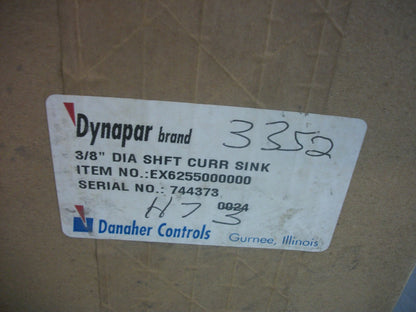 Dynapar brand 3352
3/8" DIA SHFT CURR SINK
ITEM NO.:EX6255000000
SERIAL NO.: 744373
0024
H7 3
Danaher Controls
Gurnee, Illinois